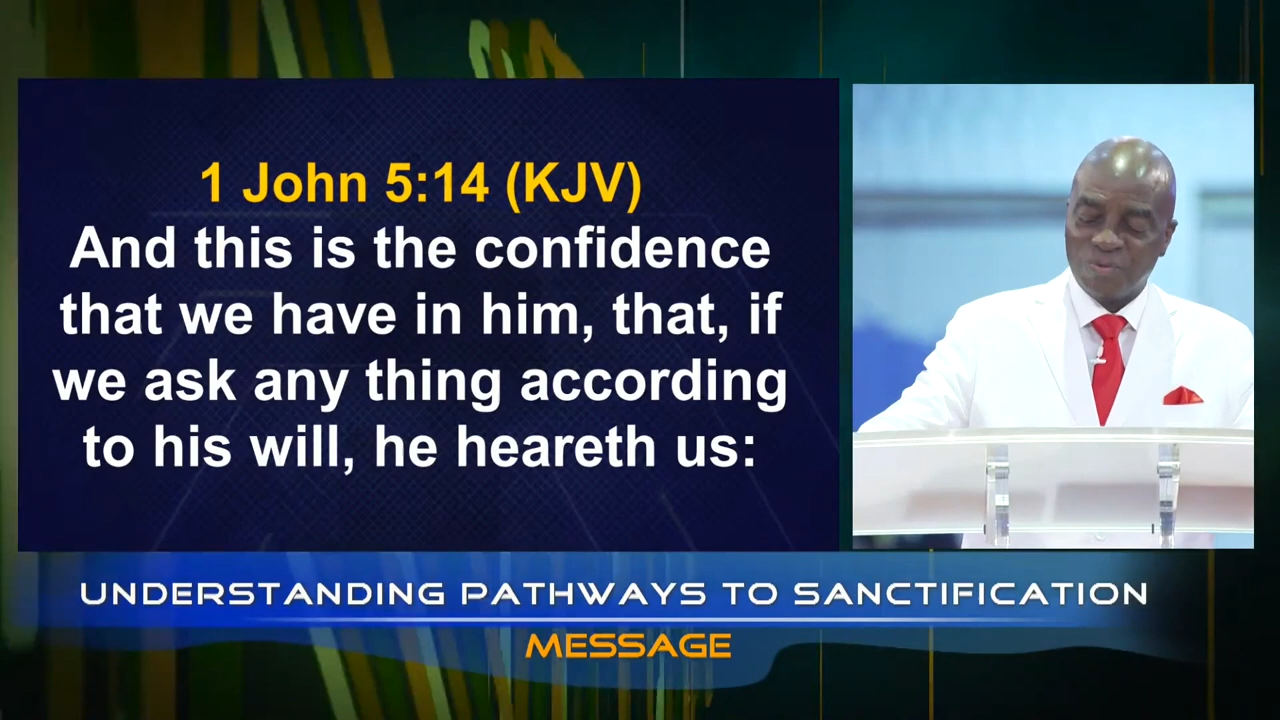 1 John 5:14 (KJV)
And this is the confidence
that we have in him, that, if
we ask any thing according
to his will, he heareth us:
UNDERSTANDING PATHWAYS TO SANCTIFICATION
MESSAGE